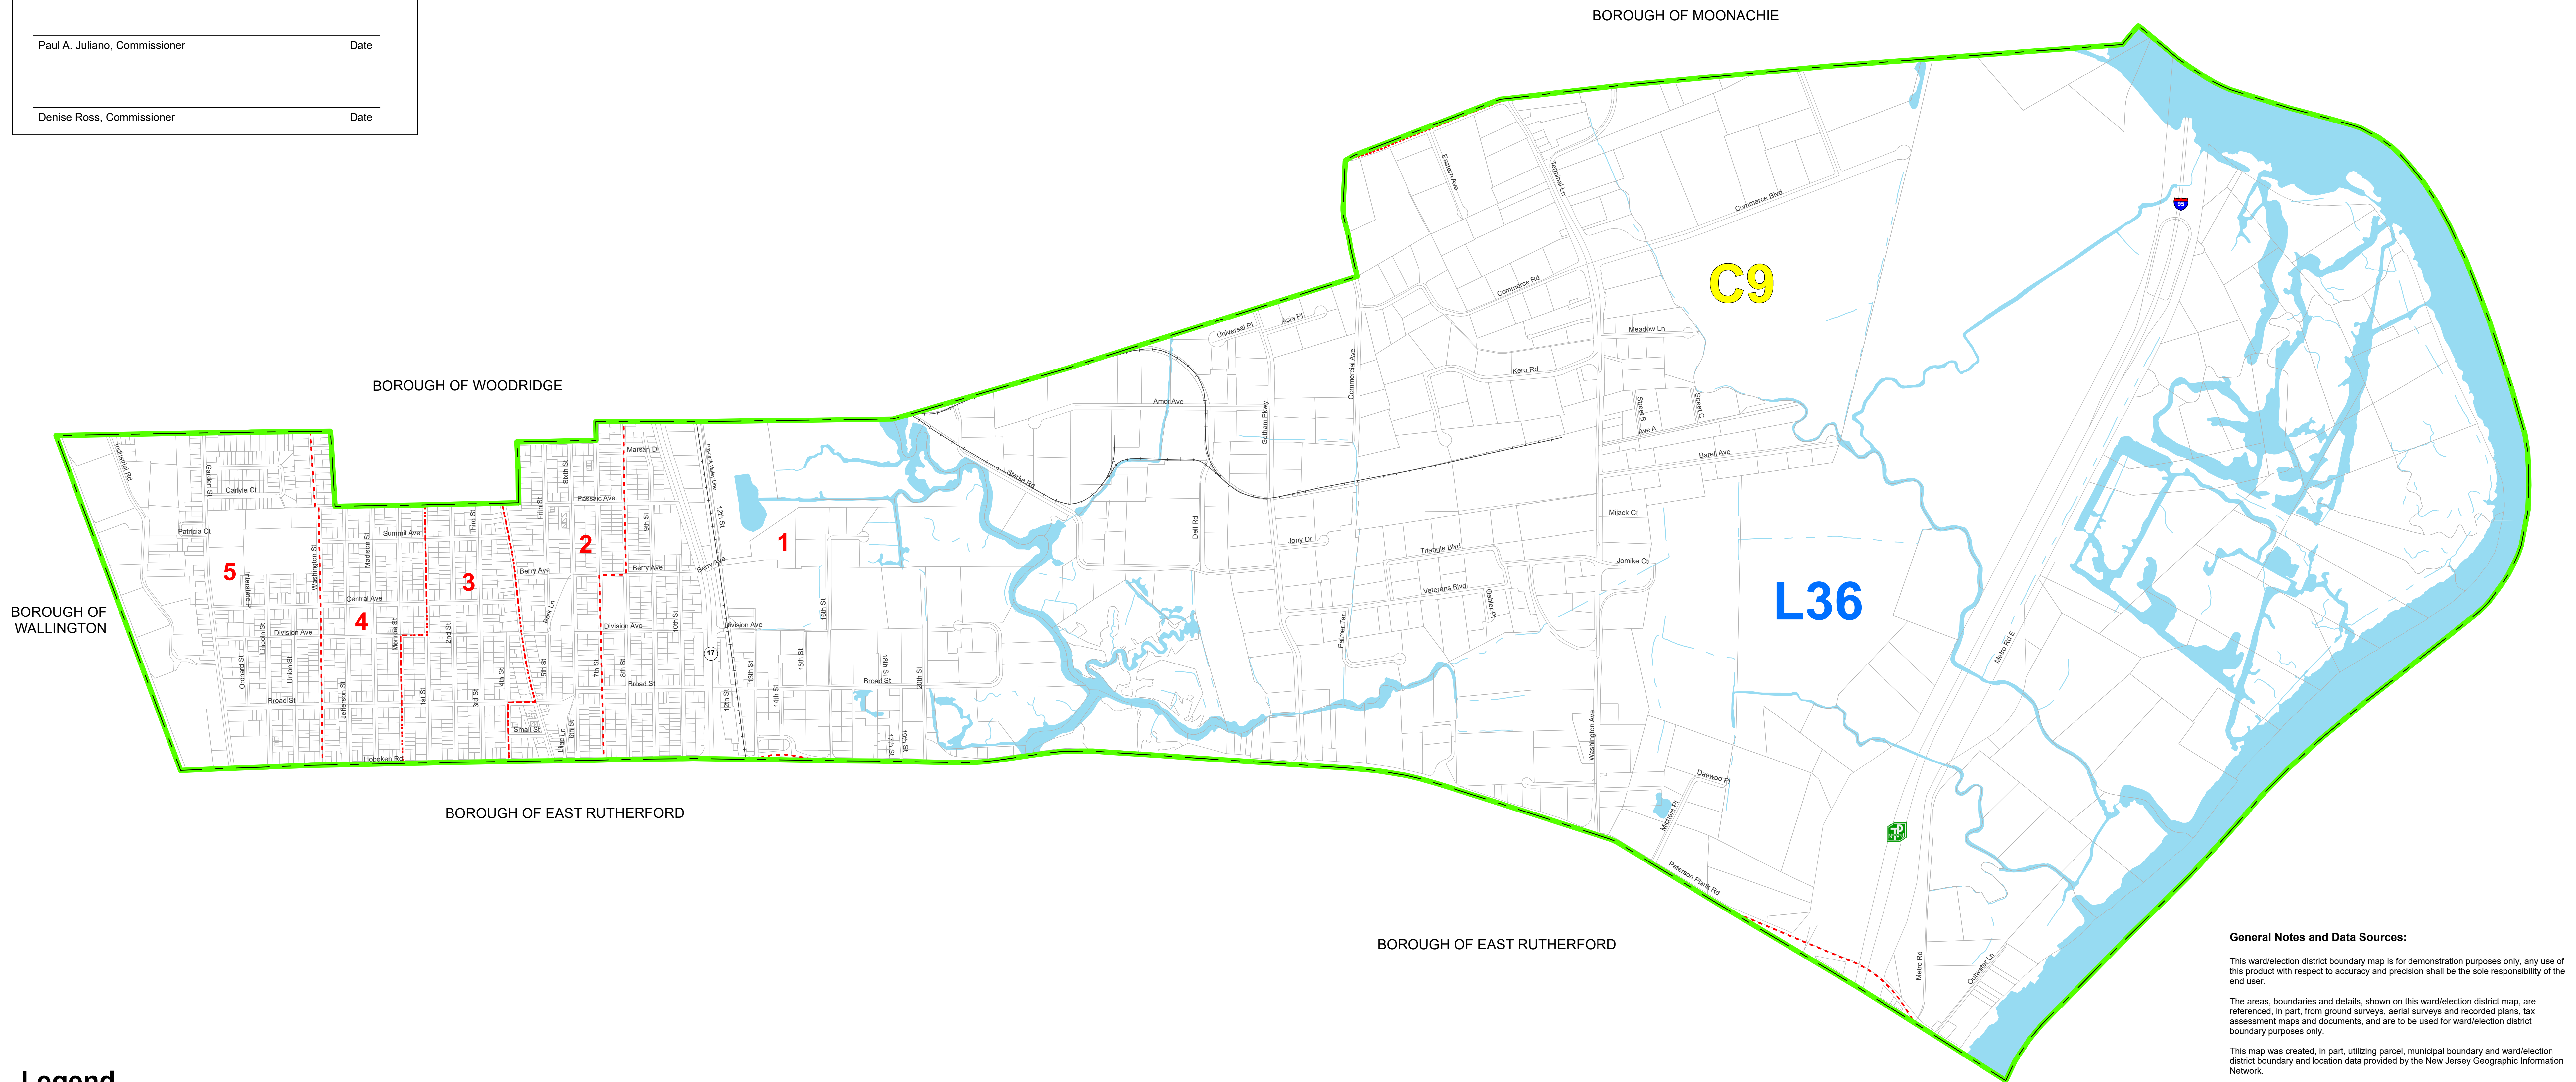 BOROUGH OF MOONACHIE
Paul A. Juliano, Commissioner Date
Denise Ross, Commissioner Date
Eastern Ave
Terminal Ln
Commerce Blvd
95
C9
Commerce Rd
Universal Pl
Asia Pl
Meadow Ln
Commercial Ave
Kero Rd
BOROUGH OF WOODRIDGE
Amor Ave
Gotham Pkwy
Street B
Street C
Ave A
Barell Ave
Starke Rd
Industrial Rd
Garden St
Carlyle Ct
Patricia Ct
Sixth St
Marsan Dr
Passaic Ave
Fifth St
Third St
Summit Ave
Madison St
Washington St
9th St
12th St
Pascack Valley Line
Dell Rd
Mijack Ct
Jony Dr
Triangle Blvd
Jomike Ct
Veterans Blvd
Oehler Pl
Palmer Ter
1
2
3
4
5
L36
Berry Ave
Berry Ave
Berry Ave
Interstate Pl
Central Ave
Park Ln
16th St
BOROUGH OF
WALLINGTON
Division Ave
Division Ave
Division Ave
Lincoln St
Monroe St
2nd St
10th St
17
Orchard St
Union St
4th St
5th St
7th St
8th St
13th St
15th St
18th St
20th St
Broad St
Broad St
Broad St
Jefferson St
1st St
3rd St
12th St
14th St
Small St
Lilac Ln
6th St
17th St
19th St
Hoboken Rd
Metro Rd E
Washington Ave
Daewoo Pl
Michele Pl
Paterson Plank Rd
BOROUGH OF EAST RUTHERFORD
BOROUGH OF EAST RUTHERFORD
Metro Rd
Outwater Ln
General Notes and Data Sources:
This ward/election district boundary map is for demonstration purposes only, any use of
this product with respect to accuracy and precision shall be the sole responsibility of the
end user.
The areas, boundaries and details, shown on this ward/election district map, are
referenced, in part, from ground surveys, aerial surveys and recorded plans, tax
assessment maps and documents, and are to be used for ward/election district
boundary purposes only.
This map was created, in part, utilizing parcel, municipal boundary and ward/election
district boundary and location data provided by the New Jersey Geographic Information
Network.
Legend